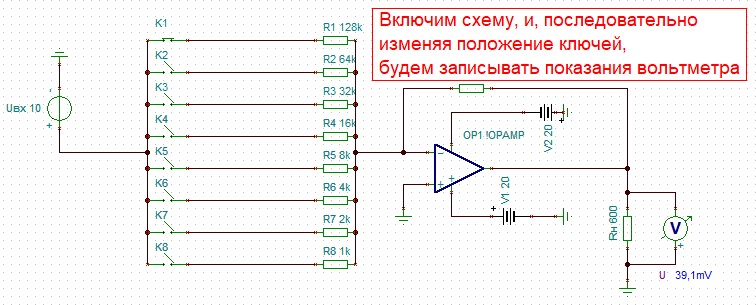 Включим схему, и, последовательно
изменяя положение ключей,
будем записывать показания вольтметра
K1
R1 128k
K2
R2 64k
K3
R3 32k
K4
R4 16k
K5
R5 8k
K6
R6 4k
K7
R7 2k
K8
R8 1k
-
Uвх 10
+
OP1 !OPAMP
V2 20
+
-
+
+
+
V1 20
+
Rн 600
V
+
U 39,1mV